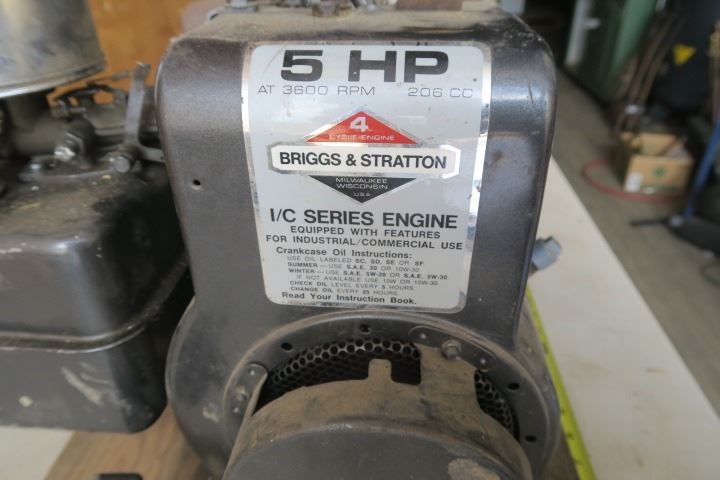 5 HP
AT 3600 RPM 206 CC
4
CYCLE ENGINE
BRIGGS & STRATTON
MILWAUKEE
WISCONSIN
USA
I/C SERIES ENGINE
EQUIPPED WITH FEATURES
FOR INDUSTRIAL/COMMERCIAL USE
Crankcase Oil Instructions:
USE OIL LABELED SC, SD, SE OR SF
SUMMER — USE S.A.E. 30 OR 10W-30.
WINTER — USE S.A.E. 5W-20 OR S.A.E. 5W-30
IF NOT AVAILABLE USE 10W OR 10W-30.
CHECK OIL LEVEL EVERY 5 HOURS.
CHANGE OIL EVERY 25 HOURS.
Read Your Instruction Book.